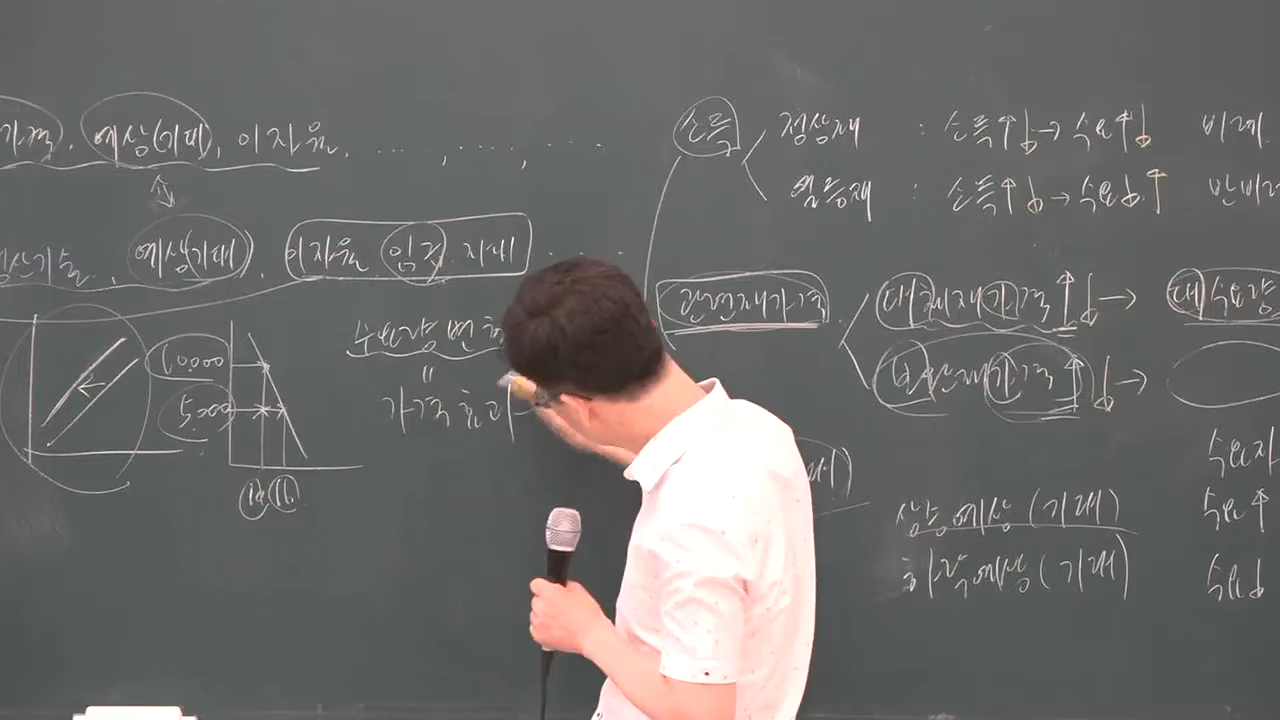 가격, 예상(기대), 이자율, ... , ... , ...
생산기술, 예상(기대), 이자율, 임금, 지대 ... ..
10,000
5,000
수요량 변화
=
가격 효과
10 16
소득
정상재 : 소득↑↓→ 수요↑↓ 비례
열등재 : 소득↑↓→ 수요↓↑ 반비례
관련재가격
대체재가격↑↓→ 대 수요량
보완재가격↑↓→
상승예상(기대)
하락예상(기대)
수요자
수요↑
수요↓